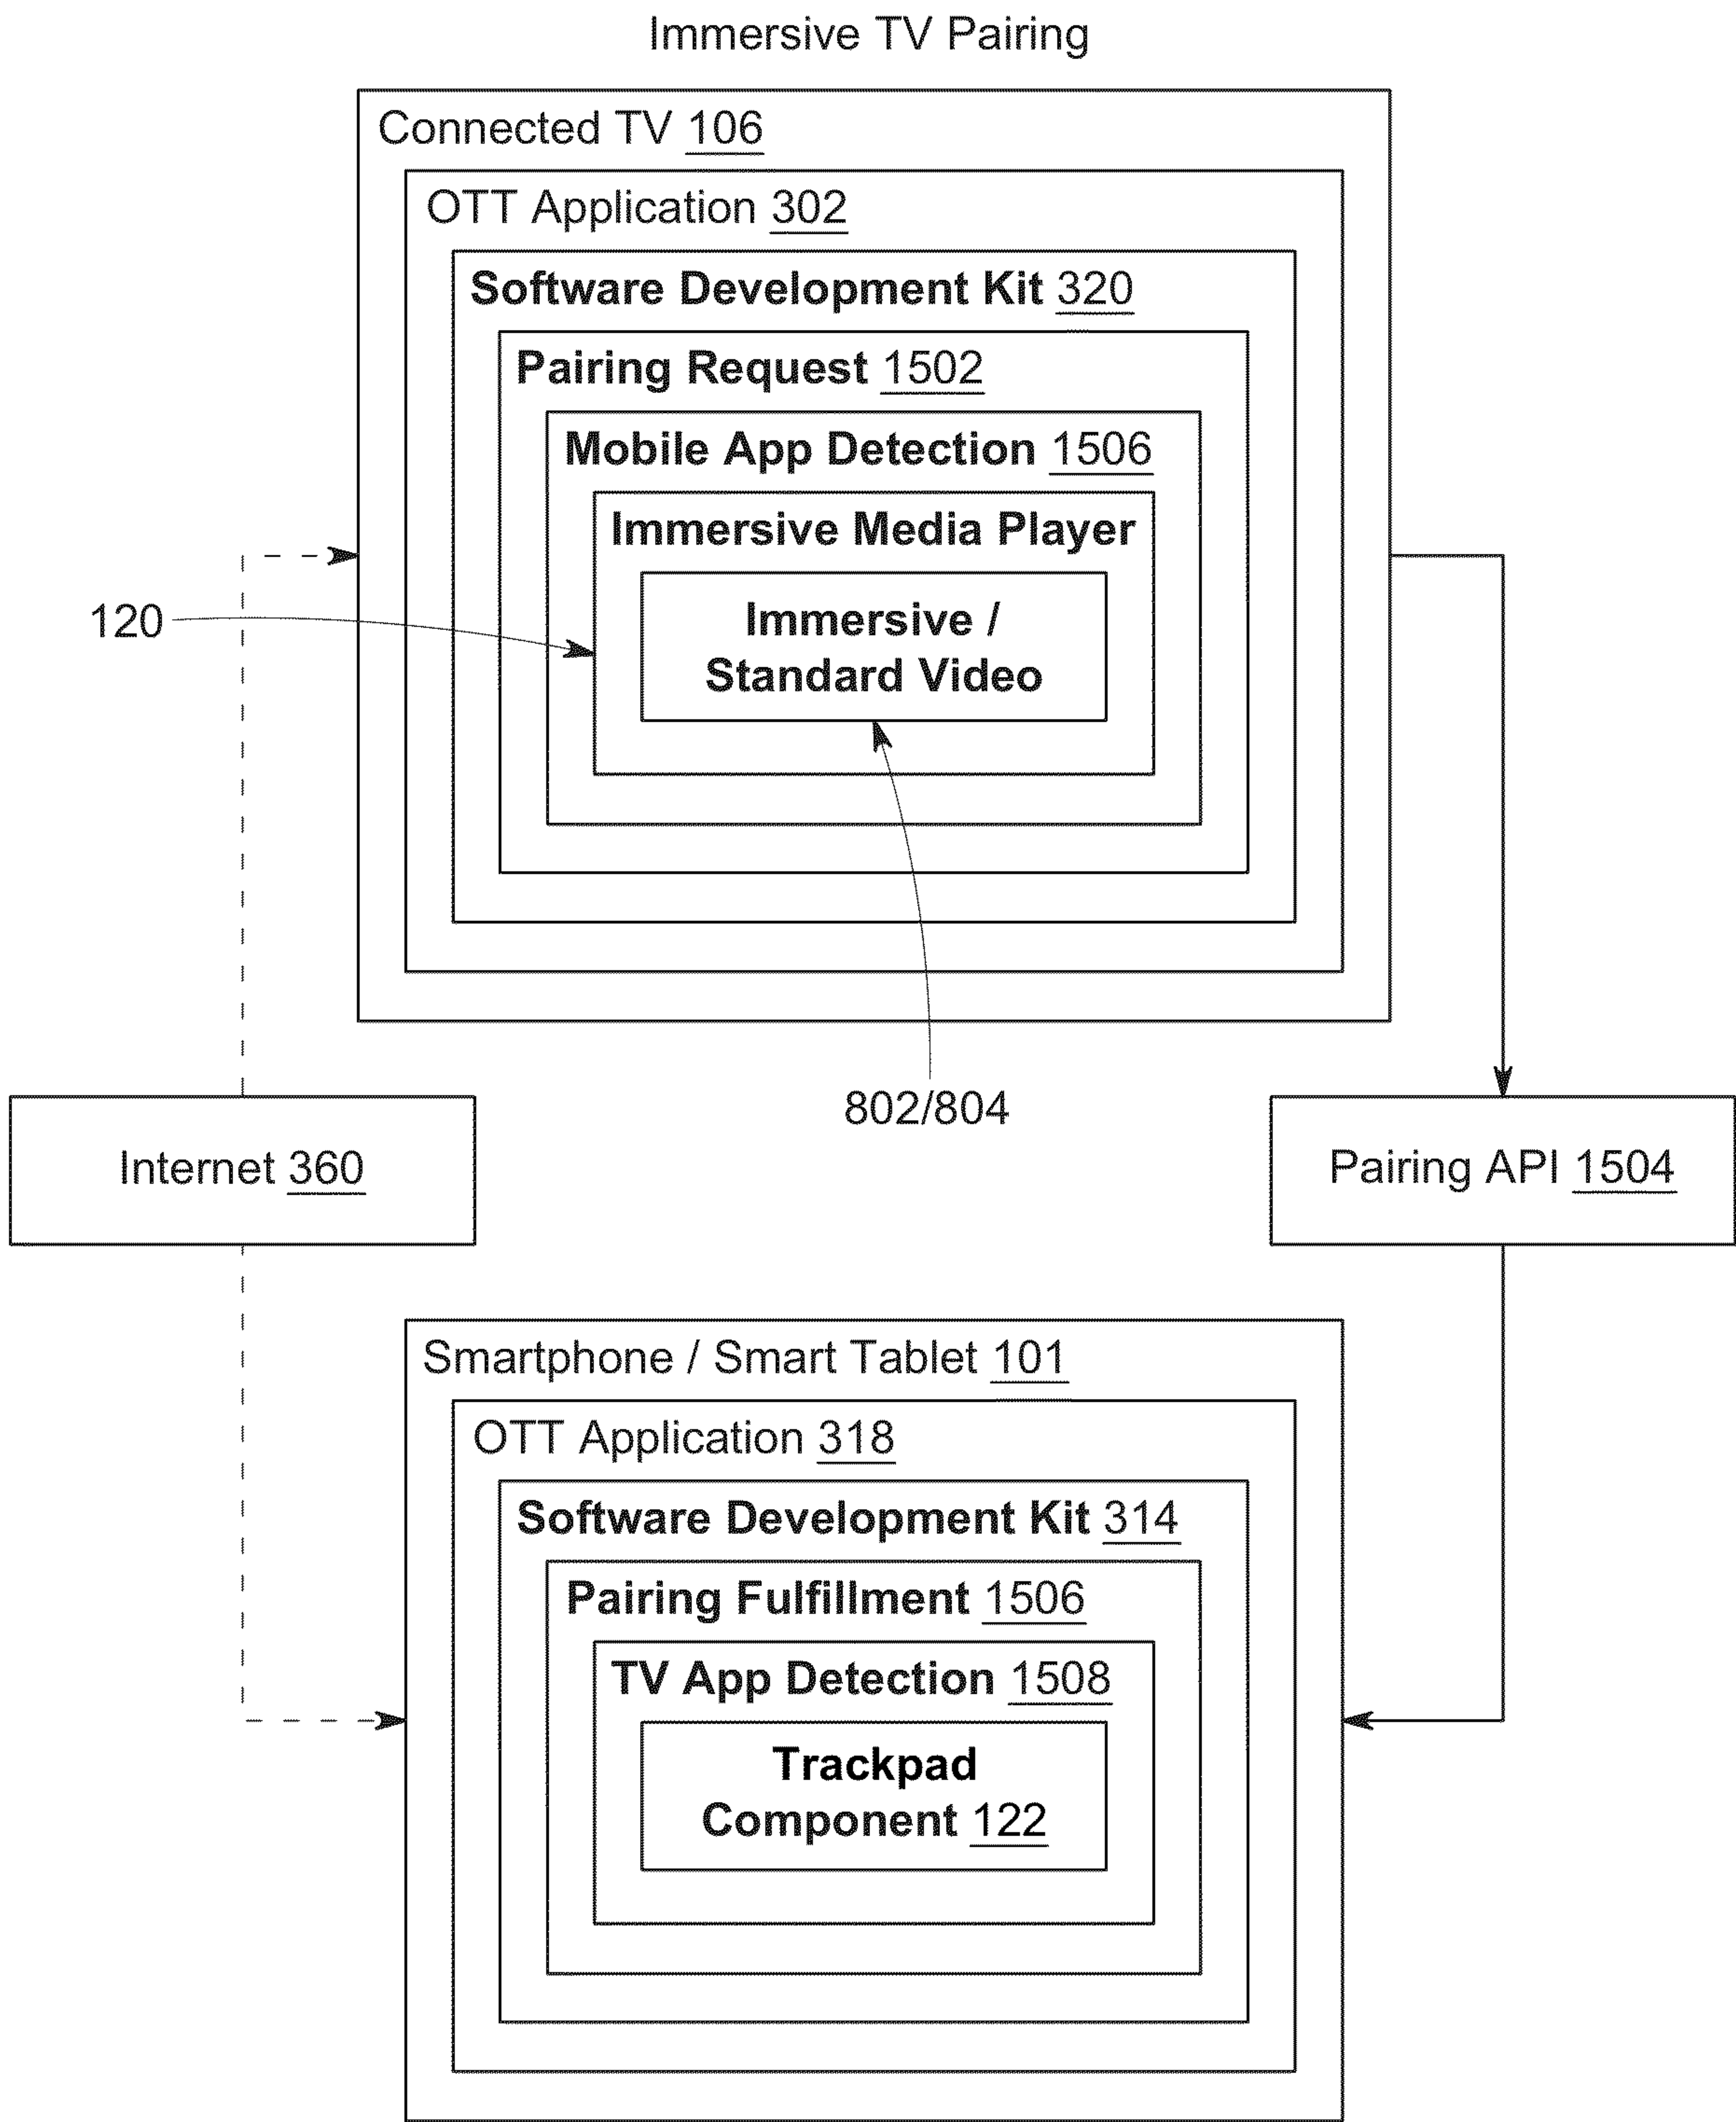 Immersive TV Pairing
Connected TV 106
OTT Application 302
Software Development Kit 320
Pairing Request 1502
Mobile App Detection 1506
Immersive Media Player
Immersive /
Standard Video
120
802/804
Internet 360
Pairing API 1504
Smartphone / Smart Tablet 101
OTT Application 318
Software Development Kit 314
Pairing Fulfillment 1506
TV App Detection 1508
Trackpad
Component 122